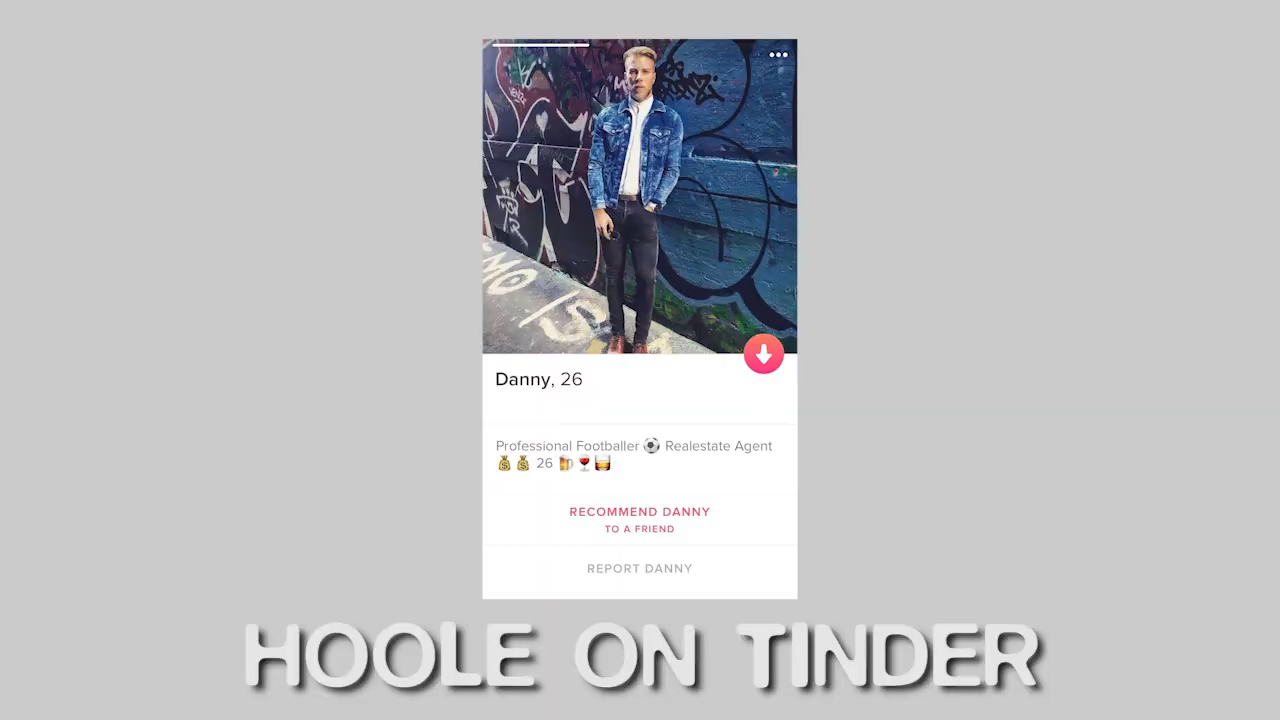 Danny, 26
Professional Footballer ⚽ Realestate Agent
💰 💰 26 🍺🍷🥃
RECOMMEND DANNY
TO A FRIEND
REPORT DANNY
HOOLE ON TINDER